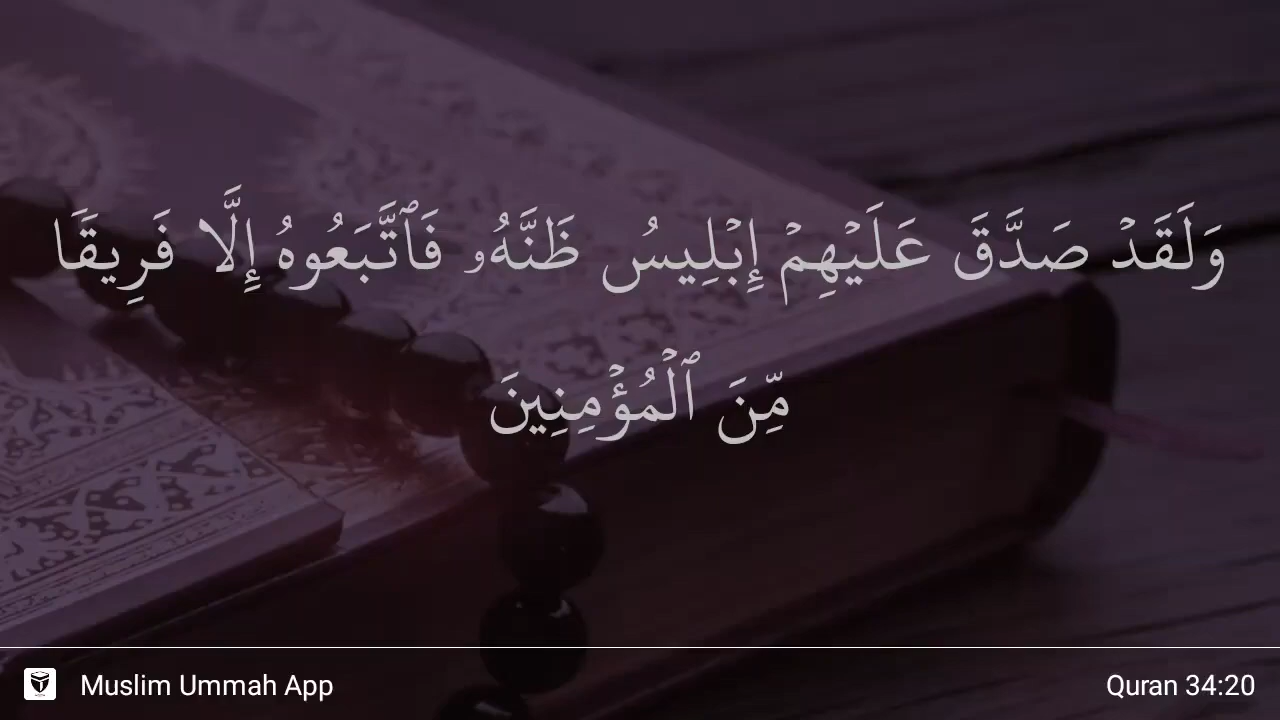 وَلَقَدۡ صَدَّقَ عَلَيۡهِمۡ إِبۡلِيسُ ظَنَّهُۥ فَٱتَّبَعُوهُ إِلَّا فَرِيقَا
مِّنَ ٱلۡمُؤۡمِنِينَ
Muslim Ummah App
Quran 34:20